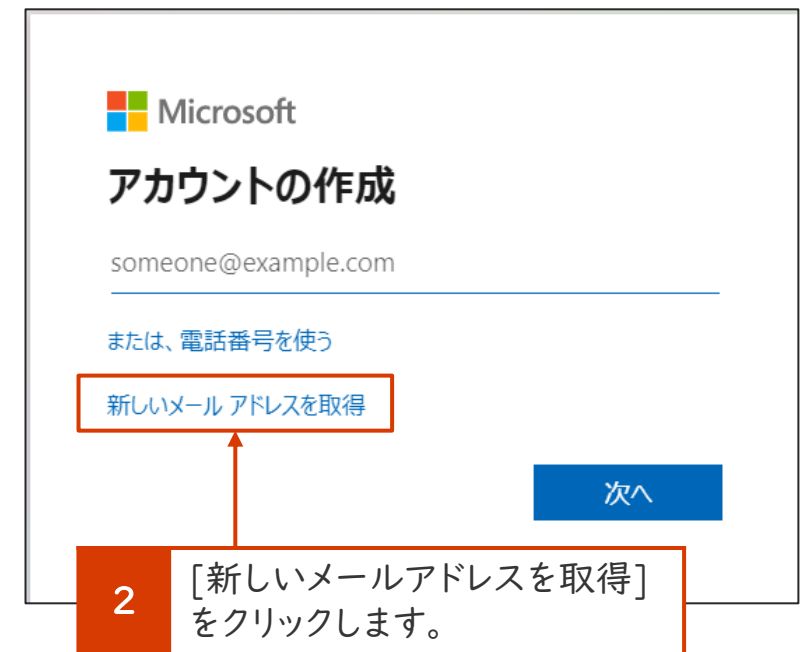 Microsoft
アカウントの作成
someone@example.com
または、電話番号を使う
新しいメール アドレスを取得
次へ
2
[新しいメールアドレスを取得]
をクリックします。